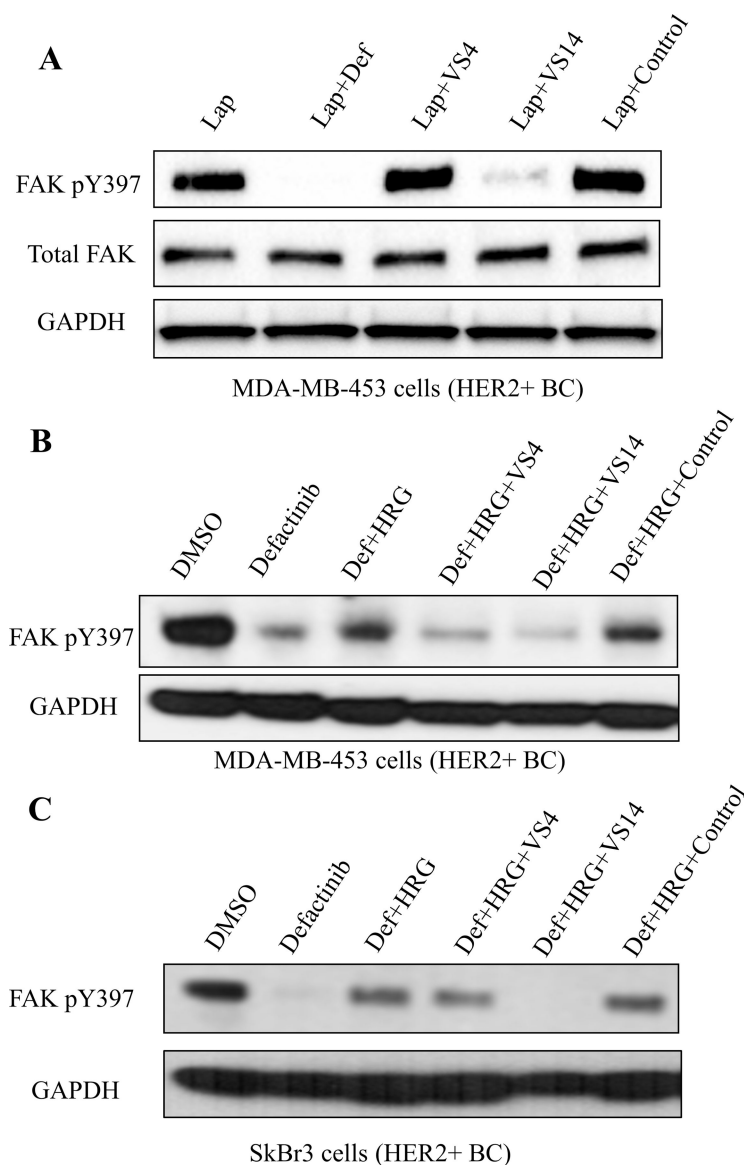 A
Lap
Lap+Def
Lap+VS4
Lap+VS14
Lap+Control
FAK pY397
Total FAK
GAPDH
MDA-MB-453 cells (HER2+ BC)
B
DMSO
Defactinib
Def+HRG
Def+HRG+VS4
Def+HRG+VS14
Def+HRG+Control
FAK pY397
GAPDH
MDA-MB-453 cells (HER2+ BC)
C
DMSO
Defactinib
Def+HRG
Def+HRG+VS4
Def+HRG+VS14
Def+HRG+Control
FAK pY397
GAPDH
SkBr3 cells (HER2+ BC)